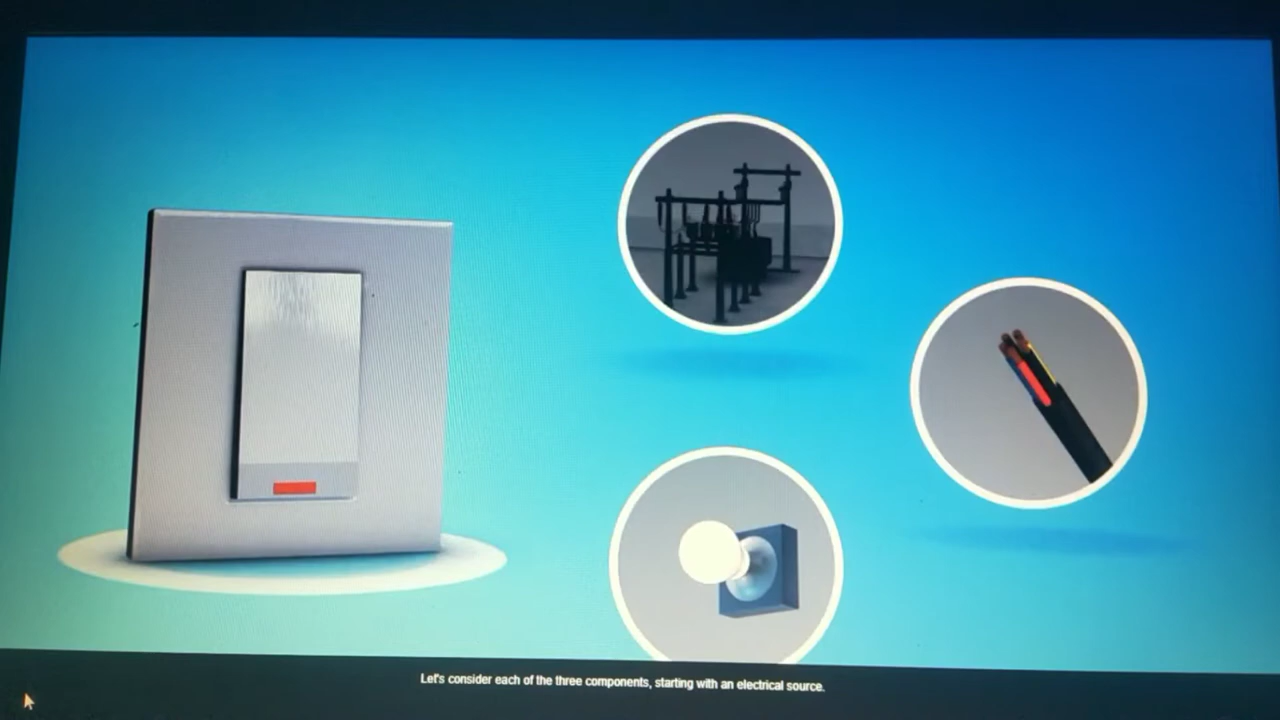 Let's consider each of the three components, starting with an electrical source.